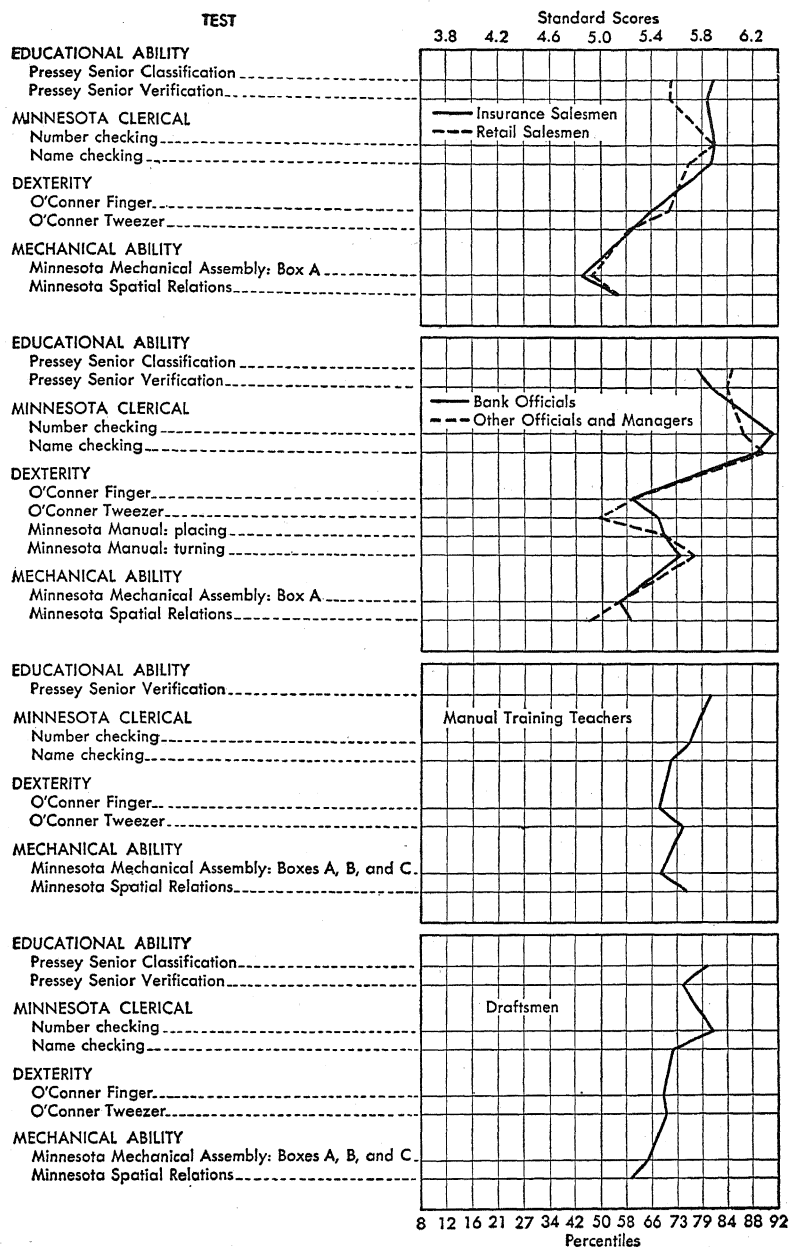 TEST
Standard Scores
3.8 4.2 4.6 5.0 5.4 5.8 6.2
EDUCATIONAL ABILITY
Pressey Senior Classification
Pressey Senior Verification
Insurance Salesmen
Retail Salesmen
MINNESOTA CLERICAL
Number checking
Name checking
DEXTERITY
O'Conner Finger
O'Conner Tweezer
MECHANICAL ABILITY
Minnesota Mechanical Assembly: Box A
Minnesota Spatial Relations
EDUCATIONAL ABILITY
Pressey Senior Classification
Pressey Senior Verification
Bank Officials
Other Officials and Managers
MINNESOTA CLERICAL
Number checking
Name checking
DEXTERITY
O'Conner Finger
O'Conner Tweezer
Minnesota Manual: placing
Minnesota Manual: turning
MECHANICAL ABILITY
Minnesota Mechanical Assembly: Box A
Minnesota Spatial Relations
EDUCATIONAL ABILITY
Pressey Senior Verification
Manual Training Teachers
MINNESOTA CLERICAL
Number checking
Name checking
DEXTERITY
O'Conner Finger
O'Conner Tweezer
MECHANICAL ABILITY
Minnesota Mechanical Assembly: Boxes A, B, and C
Minnesota Spatial Relations
EDUCATIONAL ABILITY
Pressey Senior Classification
Pressey Senior Verification
Draftsmen
MINNESOTA CLERICAL
Number checking
Name checking
DEXTERITY
O'Conner Finger
O'Conner Tweezer
MECHANICAL ABILITY
Minnesota Mechanical Assembly: Boxes A, B, and C
Minnesota Spatial Relations
8 12 16 21 27 34 42 50 58 66 73 79 84 88 92
Percentiles